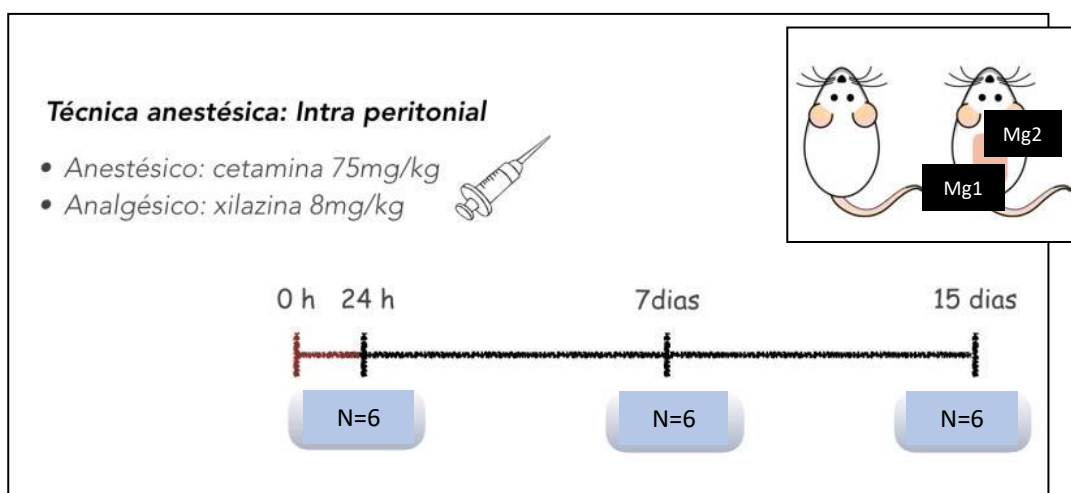 Técnica anestésica: Intra peritonial
• Anestésico: cetamina 75mg/kg
• Analgésico: xilazina 8mg/kg
Mg2
Mg1
0 h 24 h 7dias 15 dias
N=6 N=6 N=6